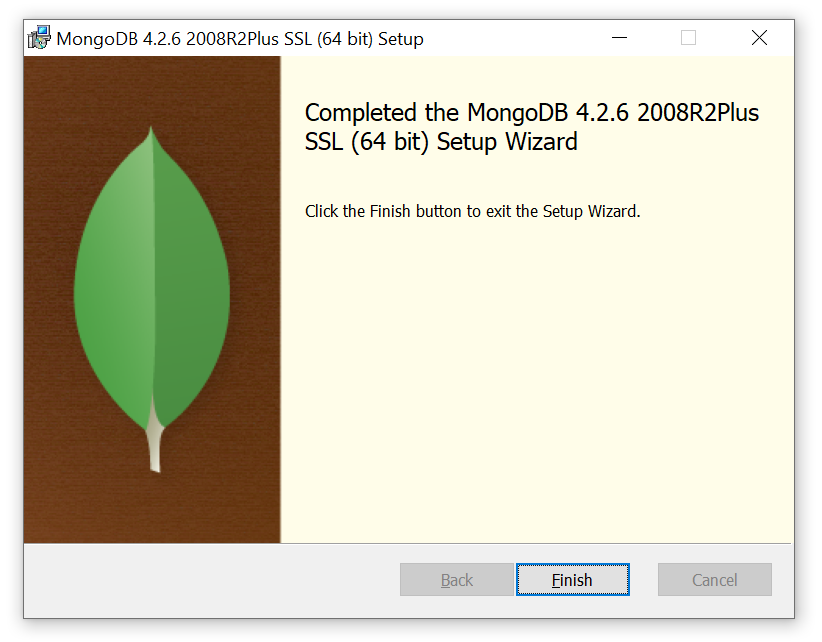 MongoDB 4.2.6 2008R2Plus SSL (64 bit) Setup
Completed the MongoDB 4.2.6 2008R2Plus
SSL (64 bit) Setup Wizard
Click the Finish button to exit the Setup Wizard.
Back
Finish
Cancel